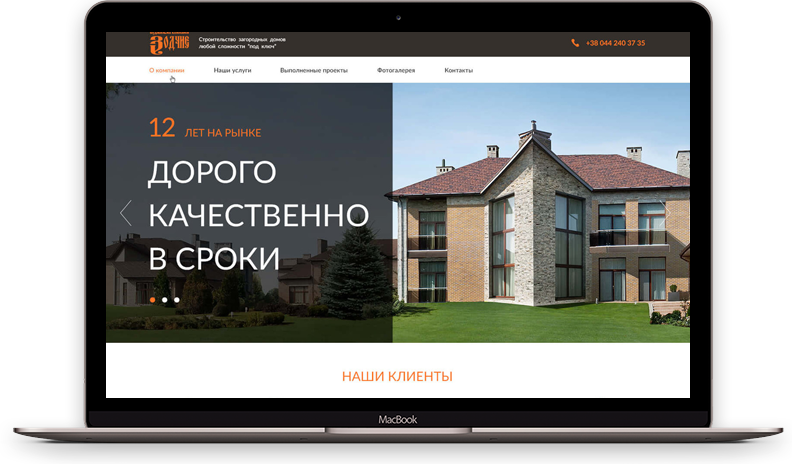 Зодчие
Строительство загородных домов
любой сложности "под ключ"
+38 044 240 37 35
О компании
Наши услуги
Выполненные проекты
Фотогалерея
Контакты
12 ЛЕТ НА РЫНКЕ
ДОРОГО
КАЧЕСТВЕННО
В СРОКИ
НАШИ КЛИЕНТЫ
MacBook